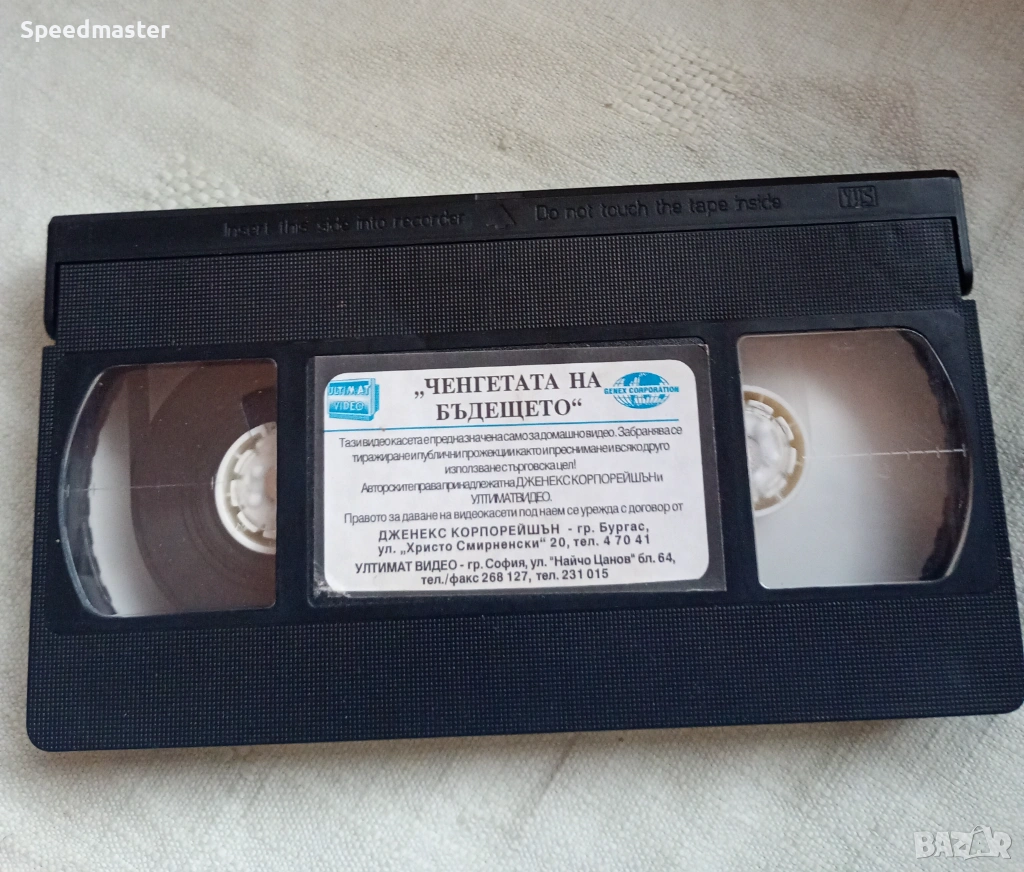 Speedmaster
Insert this side into recorder Do not touch the tape inside VHS
ULTIMAT VIDEO
„ЧЕНГЕТАТА НА
БЪДЕЩЕТО“
GENEX CORPORATION
Тази видеокасета е предназначена само за домашно видео. Забранява се
тиражиране и публични прожекции както и преснимане и всяко друго
използване с търговска цел!
Авторските права принадлежат на ДЖЕНЕКС КОРПОРЕЙШЪН и
УЛТИМАТ ВИДЕО.
Правото за даване на видеокасети под наем се урежда с договор от
ДЖЕНЕКС КОРПОРЕЙШЪН - гр. Бургас,
ул. „Христо Смирненски“ 20, тел. 4 70 41
УЛТИМАТ ВИДЕО - гр. София, ул. "Найчо Цанов" бл. 64,
тел./факс 268 127, тел. 231 015
BAZAR